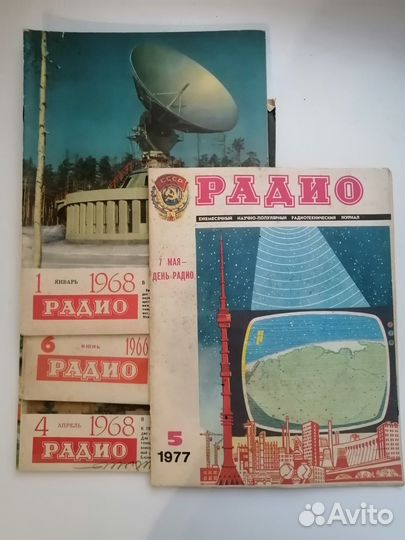 1 ЯНВАРЬ 1968
РАДИО
6 ИЮНЬ 1966
РАДИО
4 АПРЕЛЬ 1968
РАДИО
СССР
РАДИО
ЕЖЕМЕСЯЧНЫЙ НАУЧНО-ПОПУЛЯРНЫЙ РАДИОТЕХНИЧЕСКИЙ ЖУРНАЛ
7 МАЯ —
ДЕНЬ РАДИО
5
1977
Avito